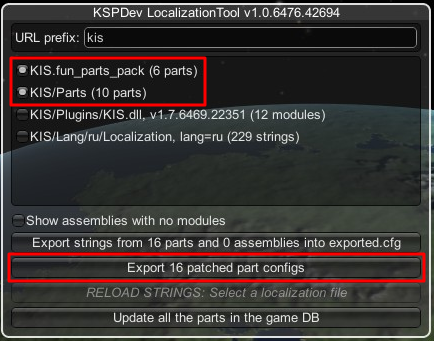 KSPDev LocalizationTool v1.0.6476.42694
URL prefix: kis
KIS.fun_parts_pack (6 parts)
KIS/Parts (10 parts)
KIS/Plugins/KIS.dll, v1.7.6469.22351 (12 modules)
KIS/Lang/ru/Localization, lang=ru (229 strings)
Show assemblies with no modules
Export strings from 16 parts and 0 assemblies into exported.cfg
Export 16 patched part configs
RELOAD STRINGS: Select a localization file
Update all the parts in the game DB